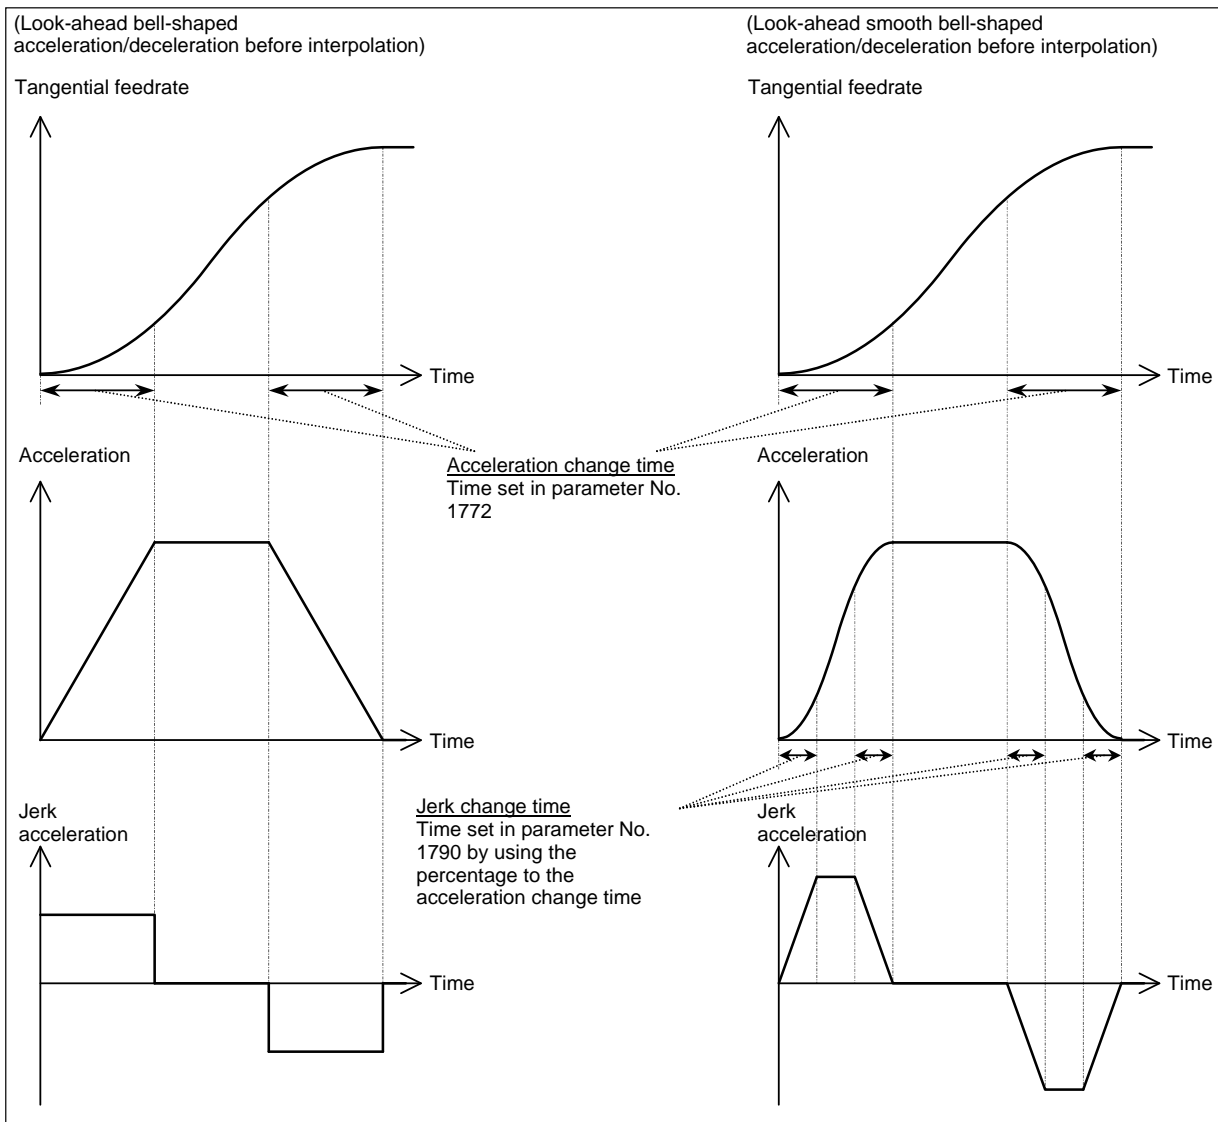 (Look-ahead bell-shaped
acceleration/deceleration before interpolation)
Tangential feedrate
Time
Acceleration
Time
Jerk
acceleration
Time
Acceleration change time
Time set in parameter No.
1772
Jerk change time
Time set in parameter No.
1790 by using the
percentage to the
acceleration change time
(Look-ahead smooth bell-shaped
acceleration/deceleration before interpolation)
Tangential feedrate
Time
Acceleration
Time
Jerk
acceleration
Time